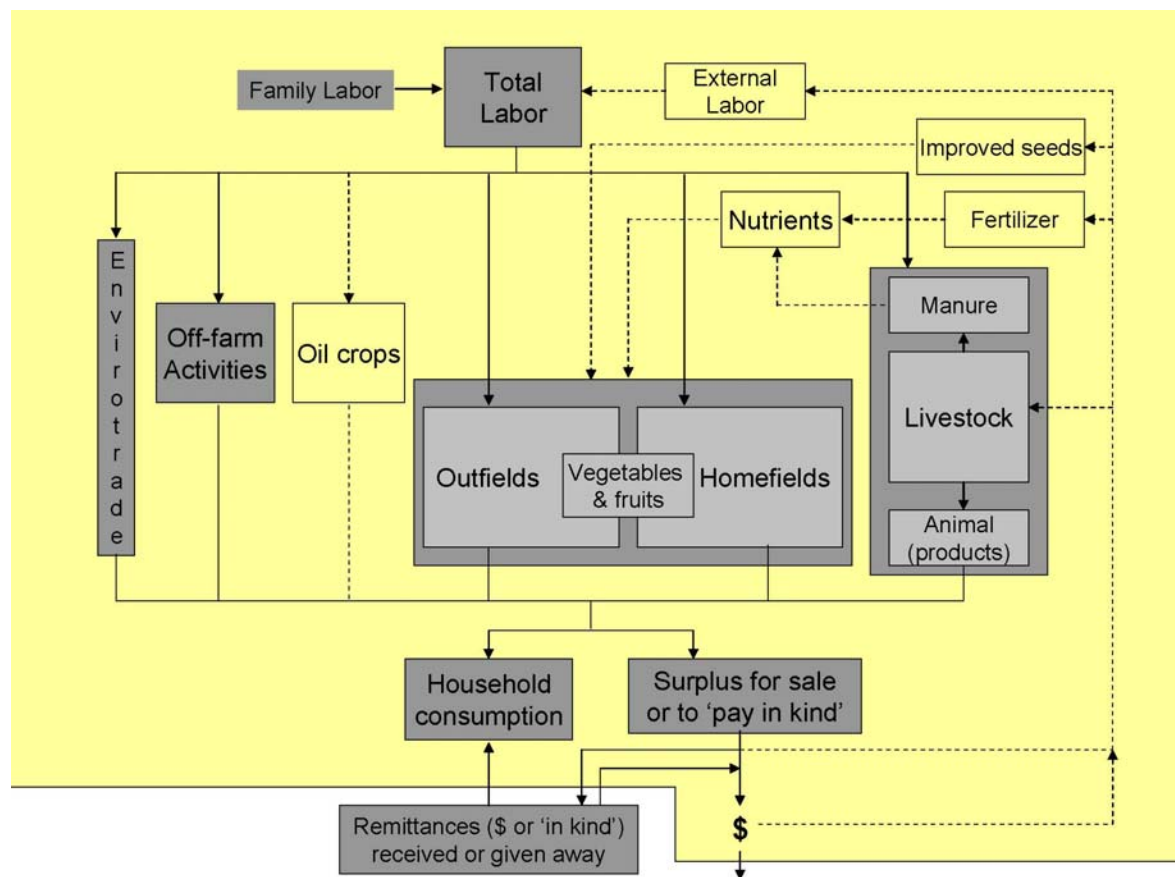 Family Labor
Total
Labor
External
Labor
Improved seeds
Nutrients
Fertilizer
Envirotrade
Off-farm
Activities
Oil crops
Manure
Livestock
Animal
(products)
Outfields
Vegetables
& fruits
Homefields
Household
consumption
Surplus for sale
or to ‘pay in kind’
Remittances ($ or ‘in kind’)
received or given away
$